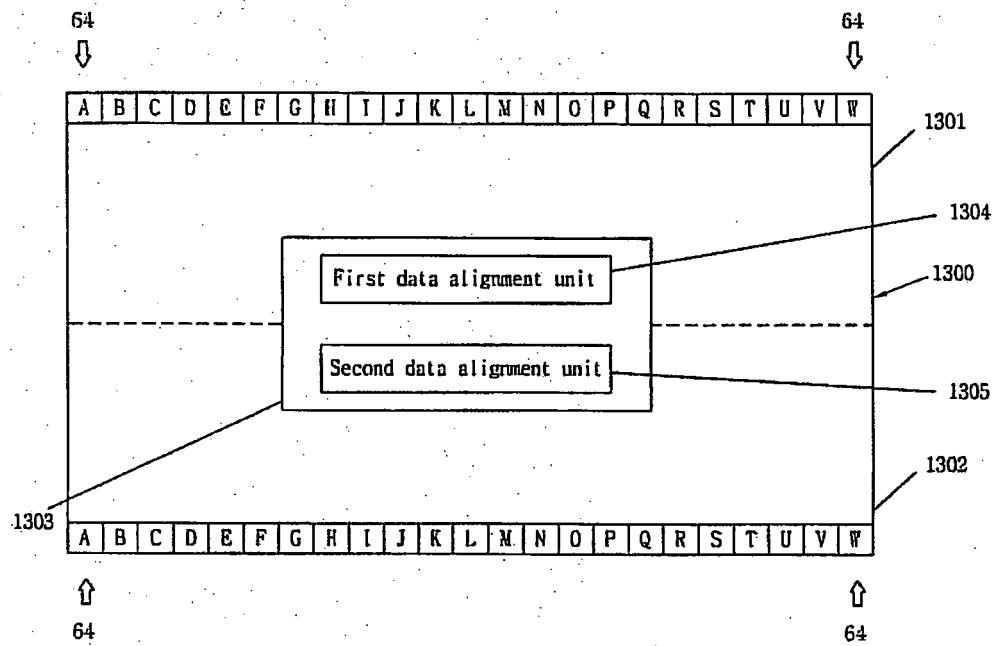 64 64
A B C D E F G H I J K L M N O P Q R S T U V W
1301
1304
First data alignment unit
1300
Second data alignment unit
1305
1302
1303
A B C D E F G H I J K L M N O P Q R S T U V W
64 64